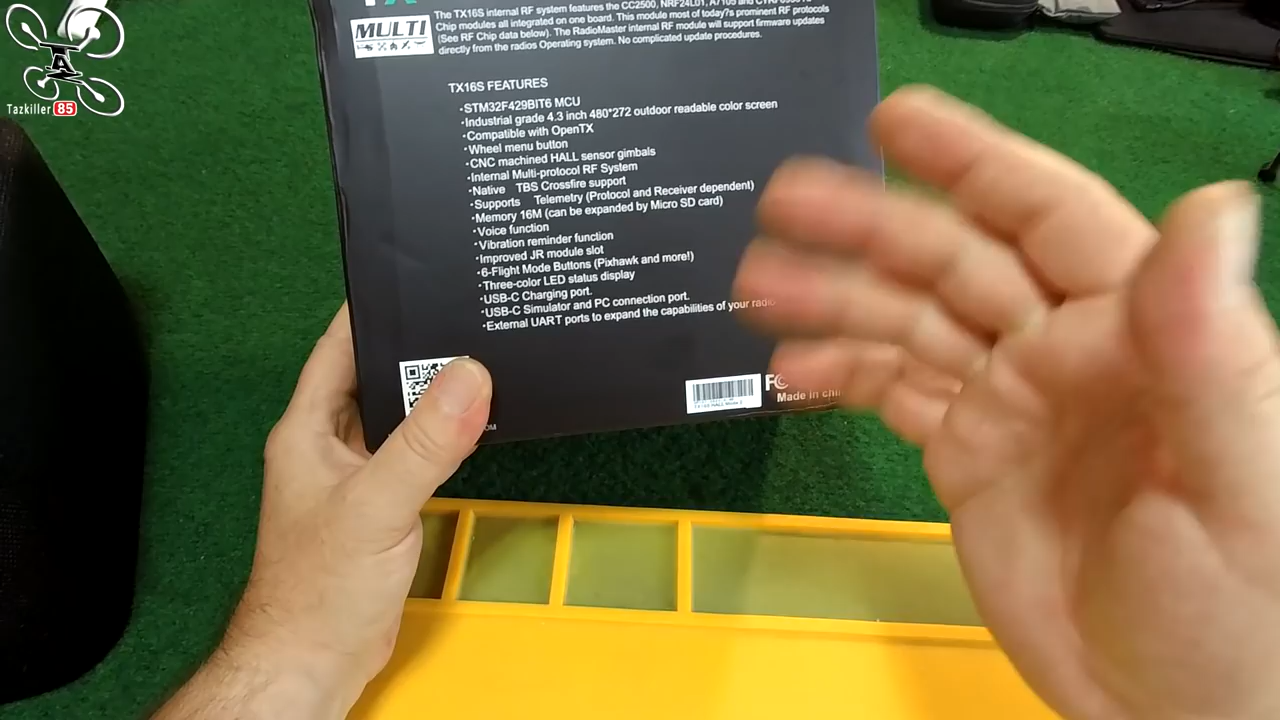 The TX16S internal RF system features the CC2500, NRF24L01, A7105 and
Chip modules all integrated on one board. This module most of today?s prominent RF protocols
(See RF Chip data below). The RadioMaster internal RF module will support firmware updates
directly from the radios Operating system. No complicated update procedures.
MULTI
TX16S FEATURES
·STM32F429BIT6 MCU
·Industrial grade 4.3 inch 480*272 outdoor readable color screen
·Compatible with OpenTX
·Wheel menu button
·CNC machined HALL sensor gimbals
·Internal Multi-protocol RF System
·Native TBS Crossfire support
·Supports Telemetry (Protocol and Receiver dependent)
·Memory 16M (can be expanded by Micro SD card)
·Voice function
·Vibration reminder function
·Improved JR module slot
·6-Flight Mode Buttons (Pixhawk and more!)
·Three-color LED status display
·USB-C Charging port.
·USB-C Simulator and PC connection port.
·External UART ports to expand the capabilities of your radio
FC
Made in
Tazkiller 85